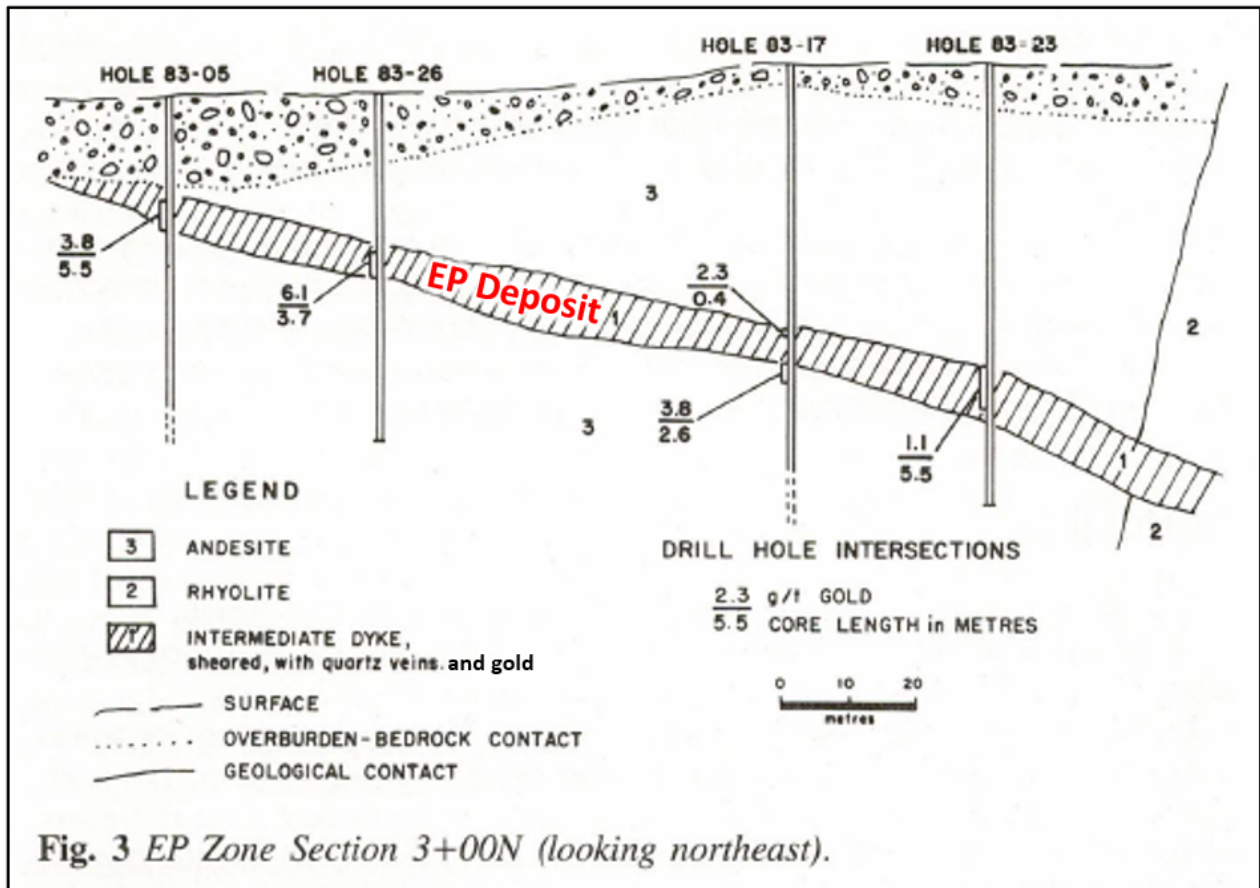 HOLE 83-05
HOLE 83-26
HOLE 83-17
HOLE 83-23
3
2
3.8
5.5
6.1
3.7
EP Deposit
1
2.3
0.4
3
3.8
2.6
1.1
5.5
1
2
LEGEND
3 ANDESITE
2 RHYOLITE
1 INTERMEDIATE DYKE,
sheared, with quartz veins. and gold
SURFACE
OVERBURDEN-BEDROCK CONTACT
GEOLOGICAL CONTACT
DRILL HOLE INTERSECTIONS
2.3 g/t GOLD
5.5 CORE LENGTH in METRES
0 10 20
metres
Fig. 3 EP Zone Section 3+00N (looking northeast).